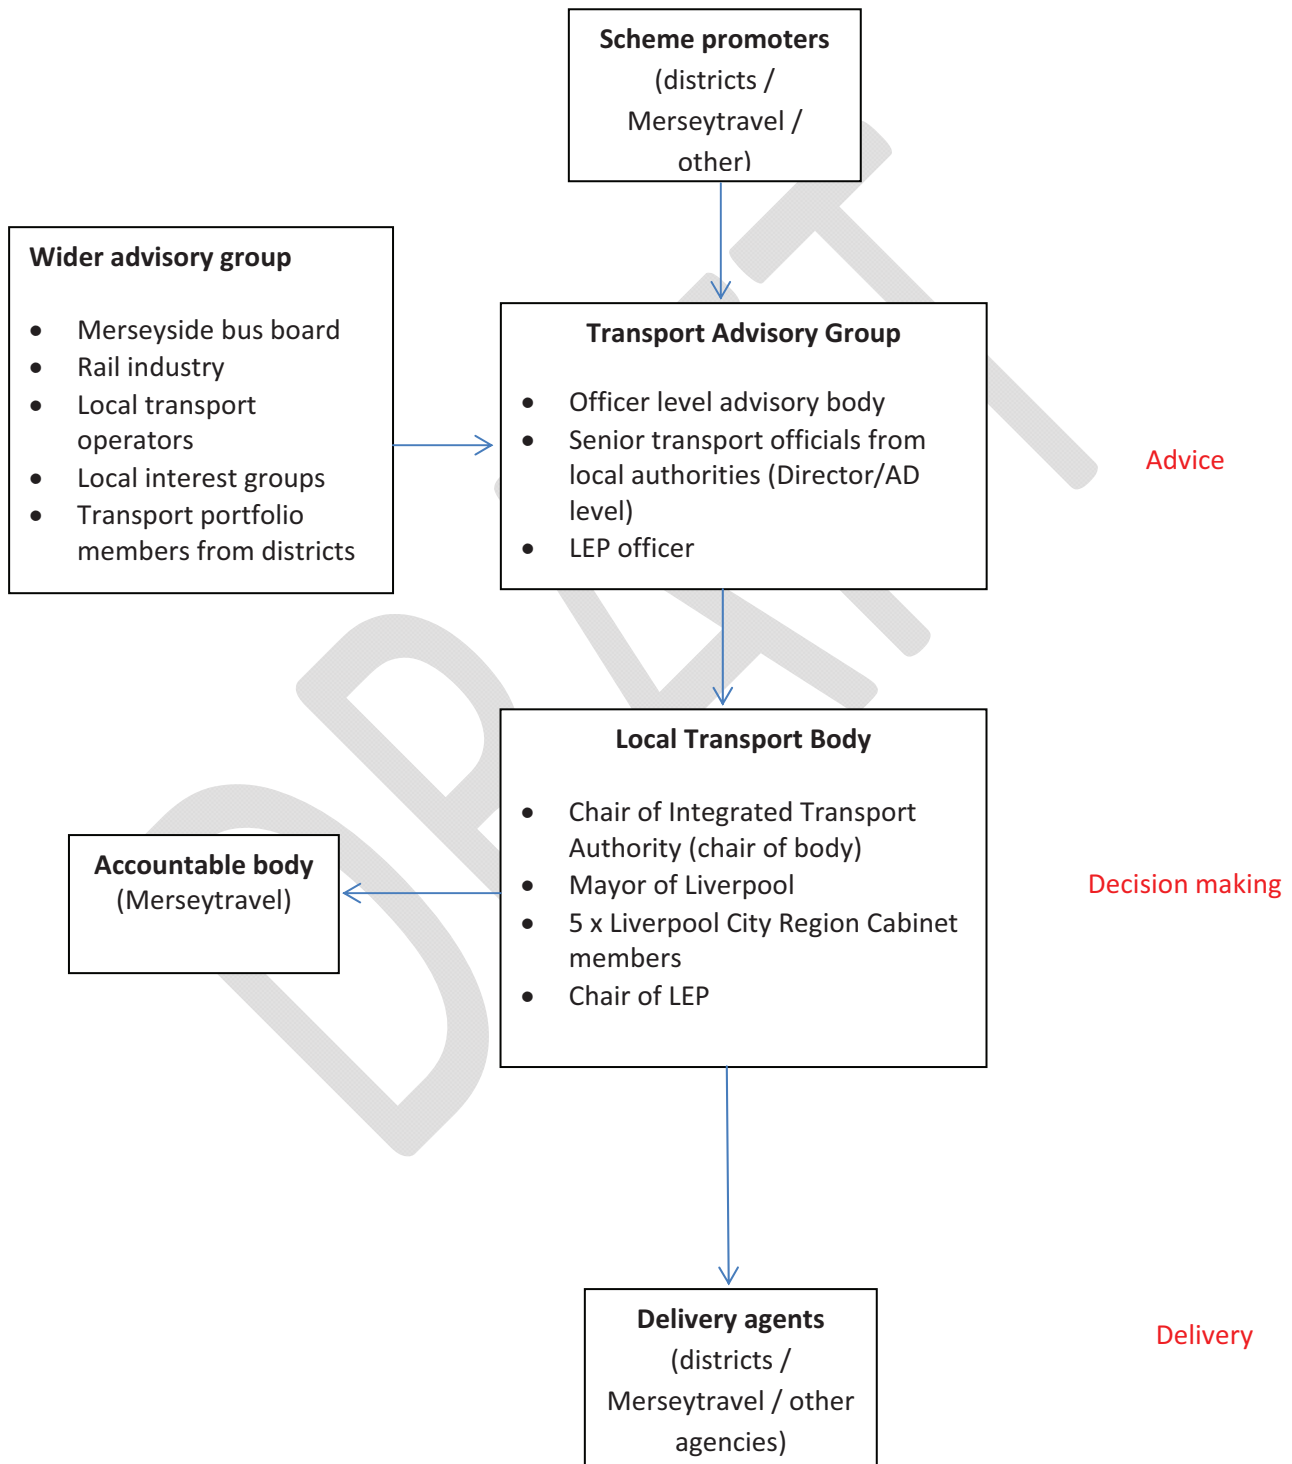 Scheme promoters
(districts /
Merseytravel /
other)
Wider advisory group
• Merseyside bus board
• Rail industry
• Local transport
operators
• Local interest groups
• Transport portfolio
members from districts
Transport Advisory Group
• Officer level advisory body
• Senior transport officials from
local authorities (Director/AD
level)
• LEP officer
Advice
Local Transport Body
• Chair of Integrated Transport
Authority (chair of body)
• Mayor of Liverpool
• 5 x Liverpool City Region Cabinet
members
• Chair of LEP
Accountable body
(Merseytravel)
Decision making
Delivery agents
(districts /
Merseytravel / other
agencies)
Delivery
DRAFT